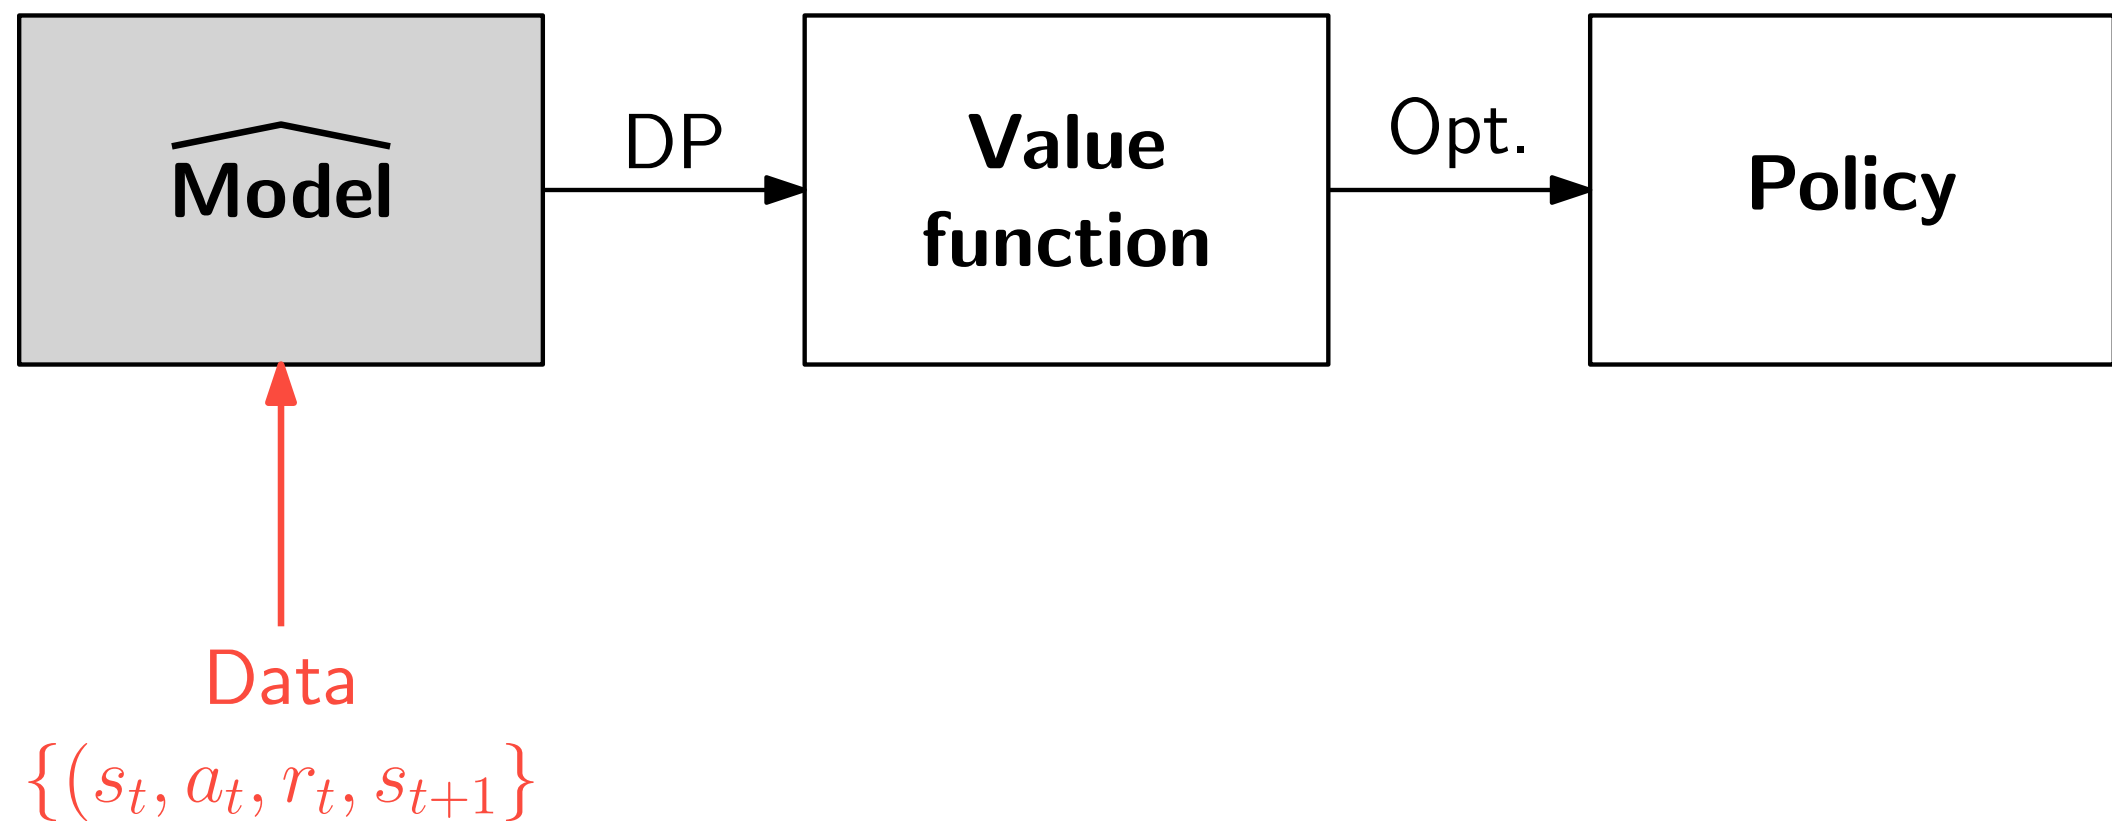 Model
DP
Value
function
Opt.
Policy
Data
{(s_t, a_t, r_t, s_{t+1}}